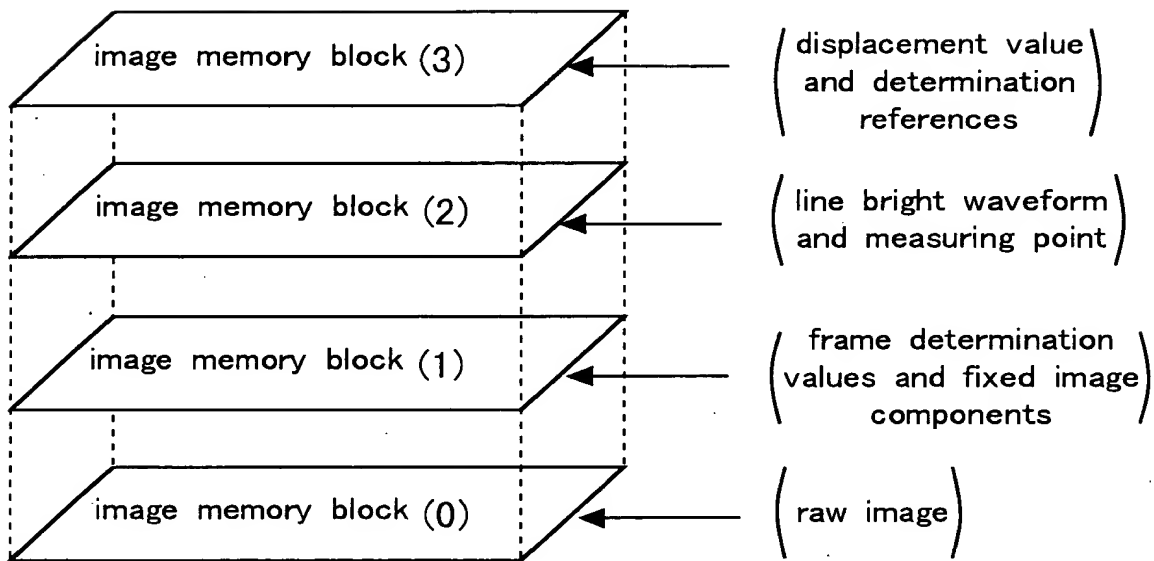 image memory block (3)
(displacement value
and determination
references)
image memory block (2)
(line bright waveform
and measuring point)
image memory block (1)
(frame determination
values and fixed image
components)
image memory block (0)
(raw image)